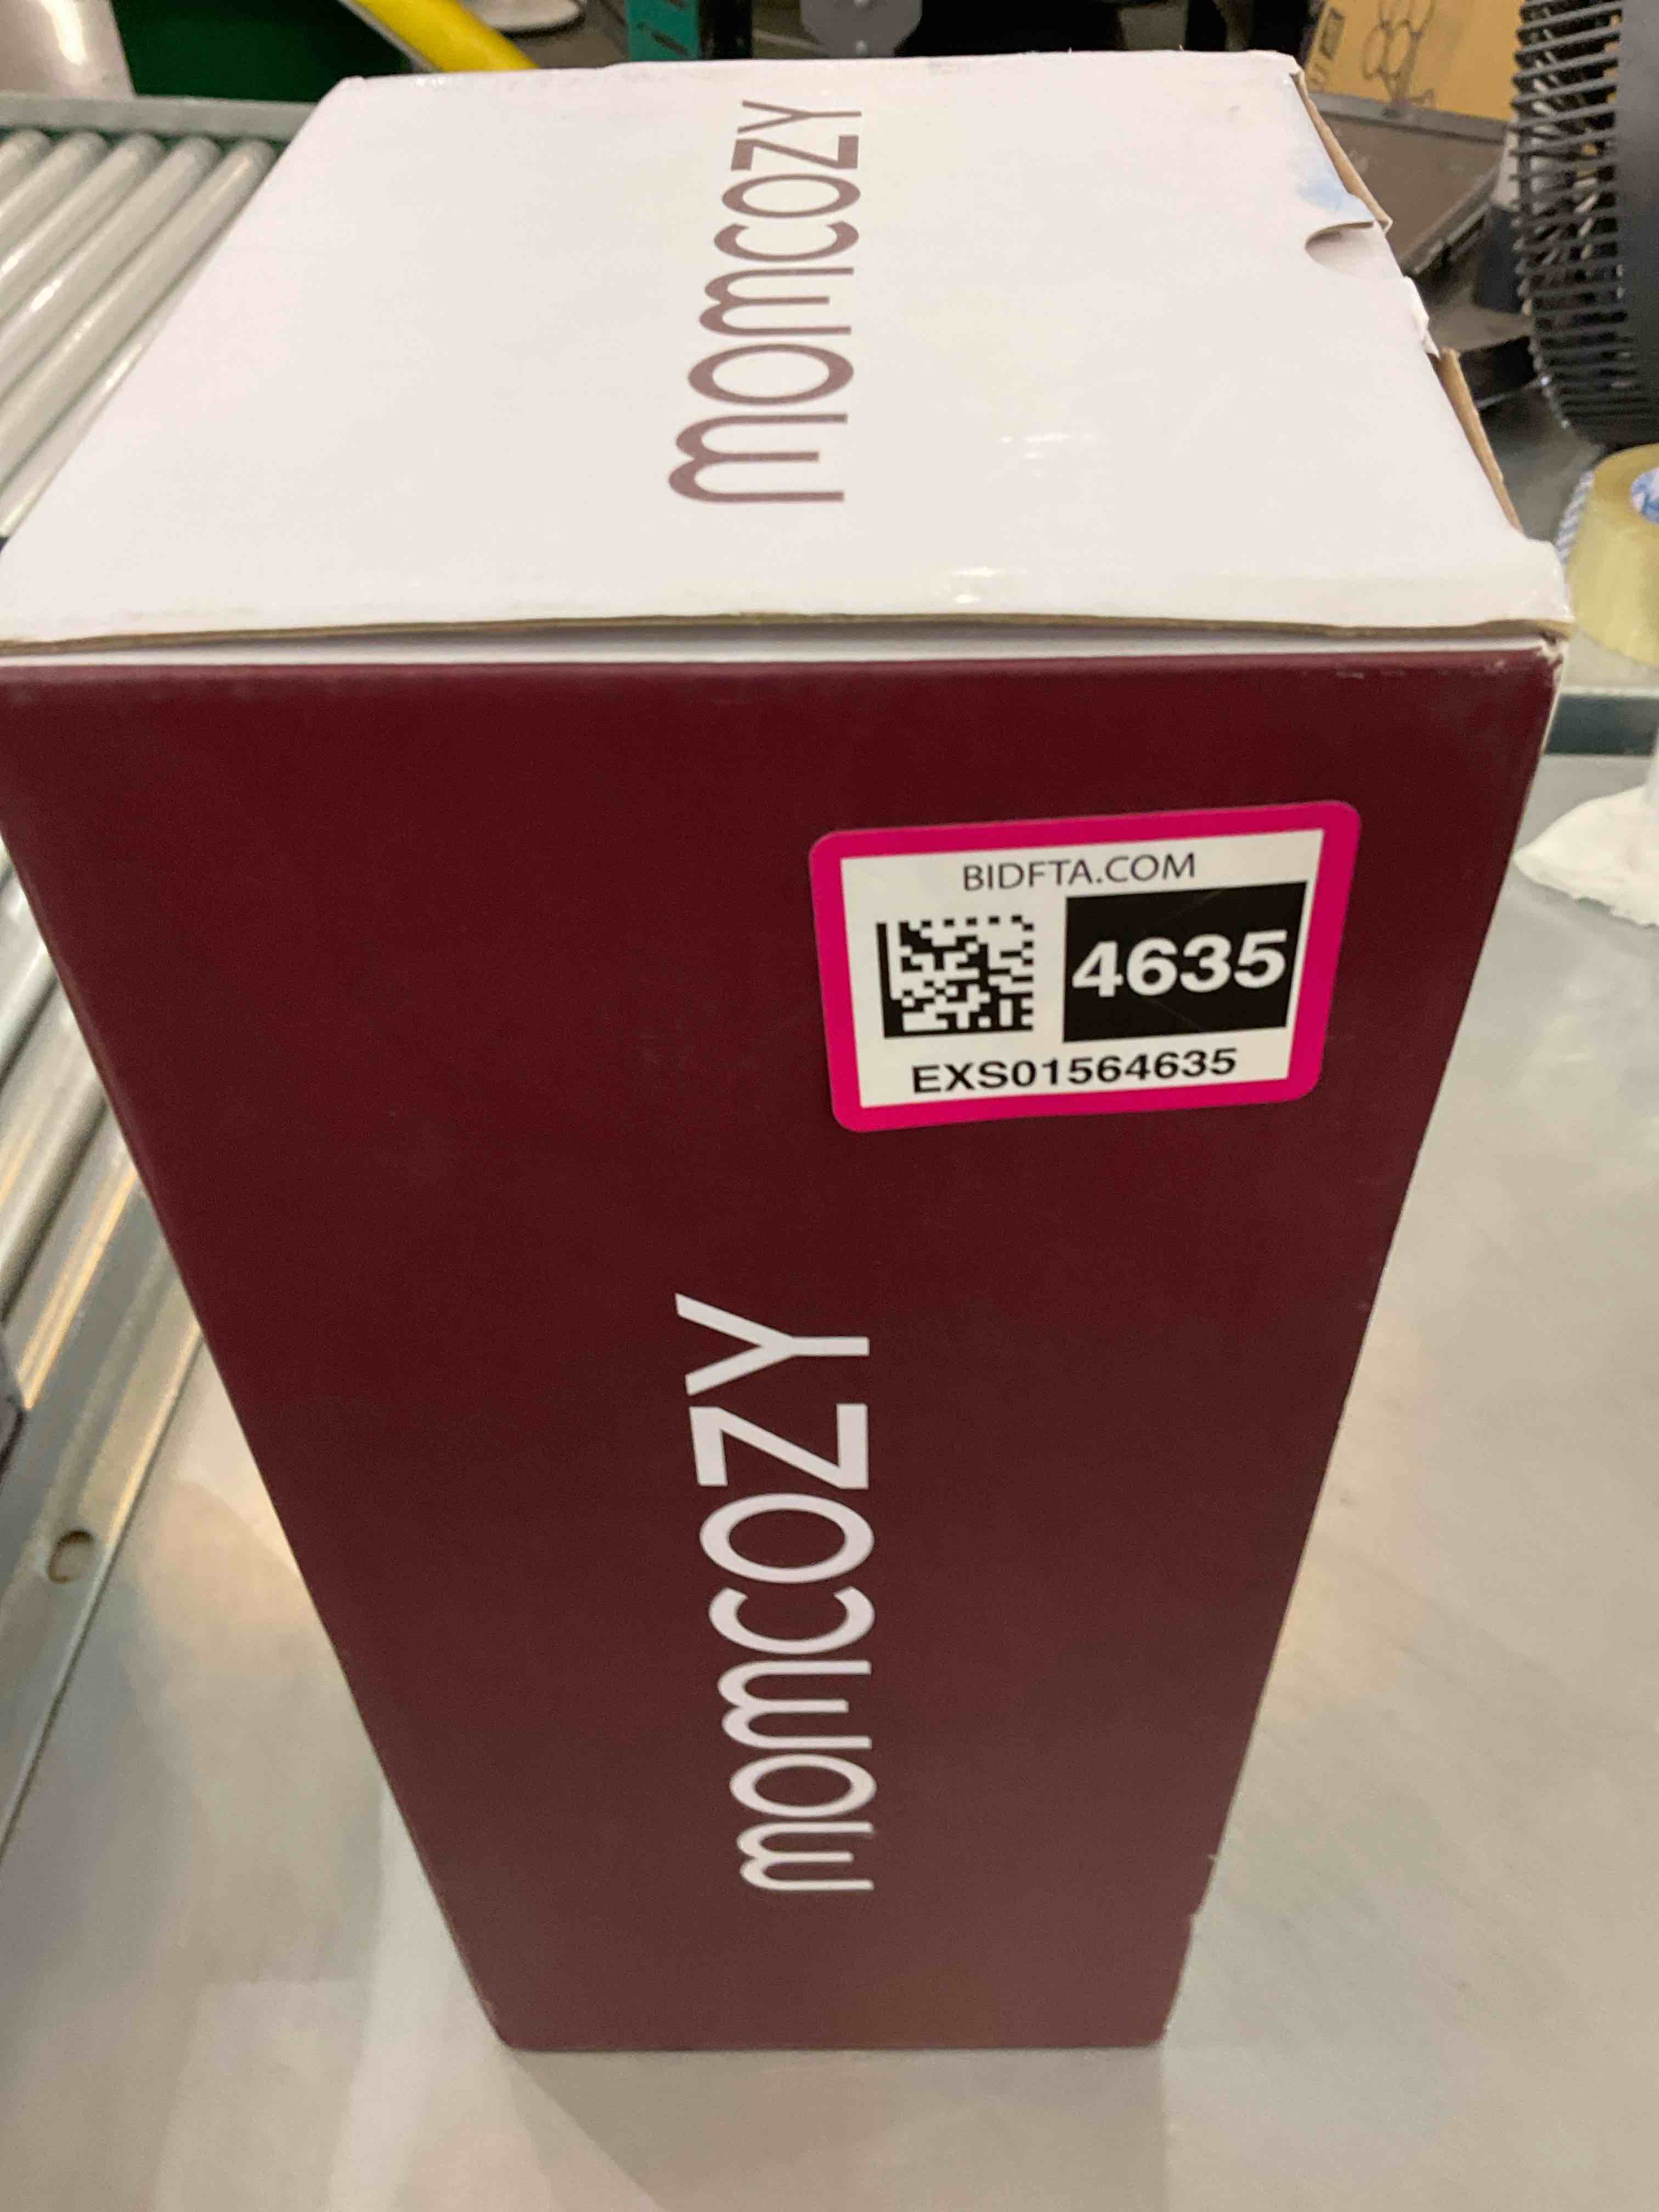 momcozy
BIDFTA.COM
4635
EXS01564635
momcozy